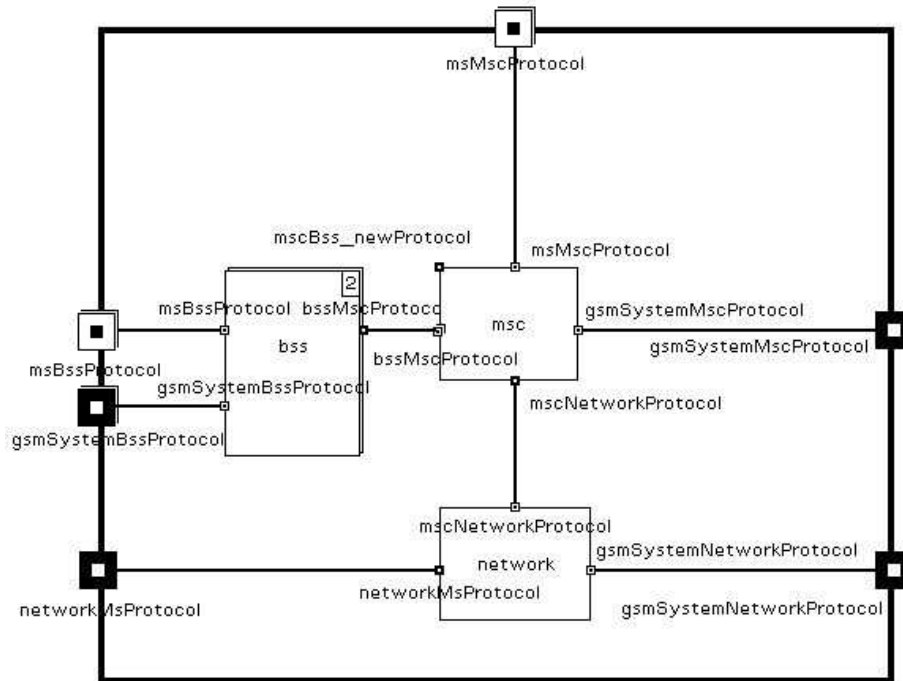 msMscProtocol
mscBss_newProtocol
msMscProtocol
2
msBssProtocol
bssMscProtoco
gsmSystemMscProtocol
msc
bss
gsmSystemMscProtocol
bssMscProtocol
msBssProtocol
gsmSystemBssProtocol
mscNetworkProtocol
gsmSystemBssProtocol
mscNetworkProtocol
gsmSystemNetworkProtocol
network
networkMsProtocol
networkMsProtocol
gsmSystemNetworkProtocol